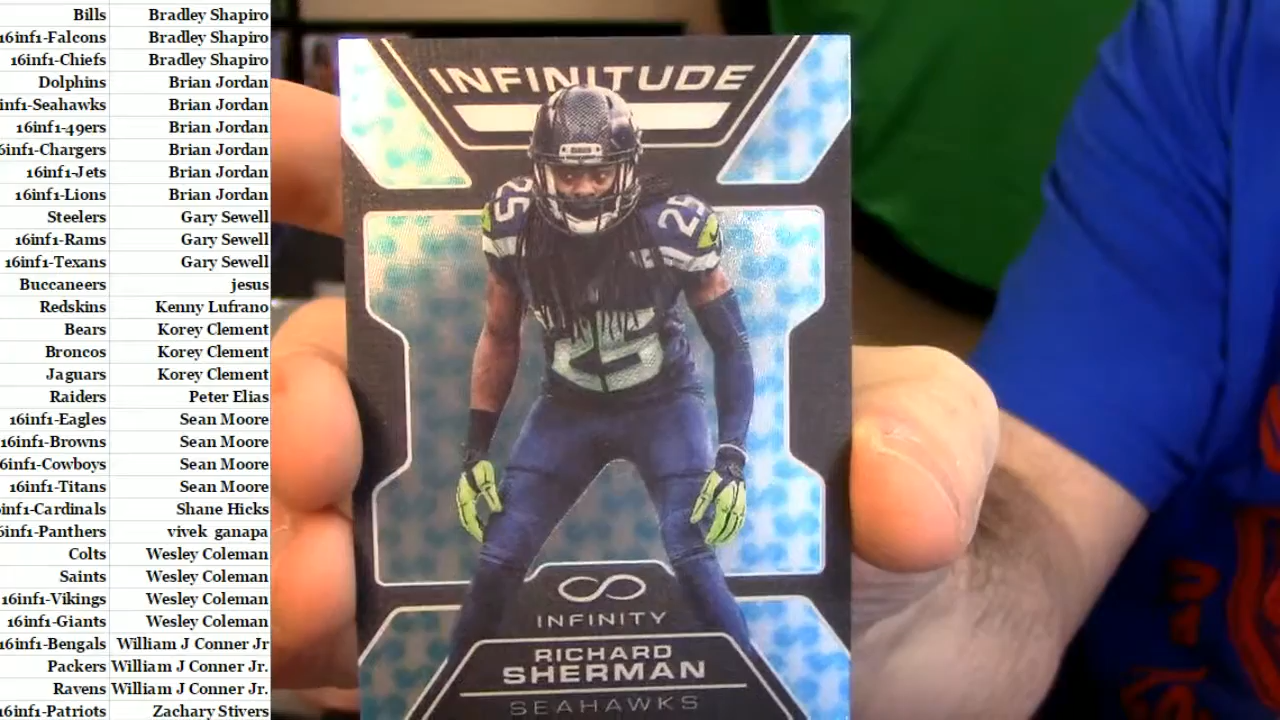 Bills Bradley Shapiro
16inf1-Falcons Bradley Shapiro
16inf1-Chiefs Bradley Shapiro
Dolphins Brian Jordan
inf1-Seahawks Brian Jordan
16inf1-49ers Brian Jordan
6inf1-Chargers Brian Jordan
16inf1-Jets Brian Jordan
16inf1-Lions Brian Jordan
Steelers Gary Sewell
16inf1-Rams Gary Sewell
16inf1-Texans Gary Sewell
Buccaneers jesus
Redskins Kenny Lufrano
Bears Korey Clement
Broncos Korey Clement
Jaguars Korey Clement
Raiders Peter Elias
16inf1-Eagles Sean Moore
16inf1-Browns Sean Moore
6inf1-Cowboys Sean Moore
16inf1-Titans Sean Moore
inf1-Cardinals Shane Hicks
6inf1-Panthers vivek ganapa
Colts Wesley Coleman
Saints Wesley Coleman
16inf1-Vikings Wesley Coleman
16inf1-Giants Wesley Coleman
16inf1-Bengals William J Conner Jr
Packers William J Conner Jr.
Ravens William J Conner Jr.
16inf1-Patriots Zachary Stivers
INFINITUDE
25 25
25
INFINITY
RICHARD
SHERMAN
SEAHAWKS